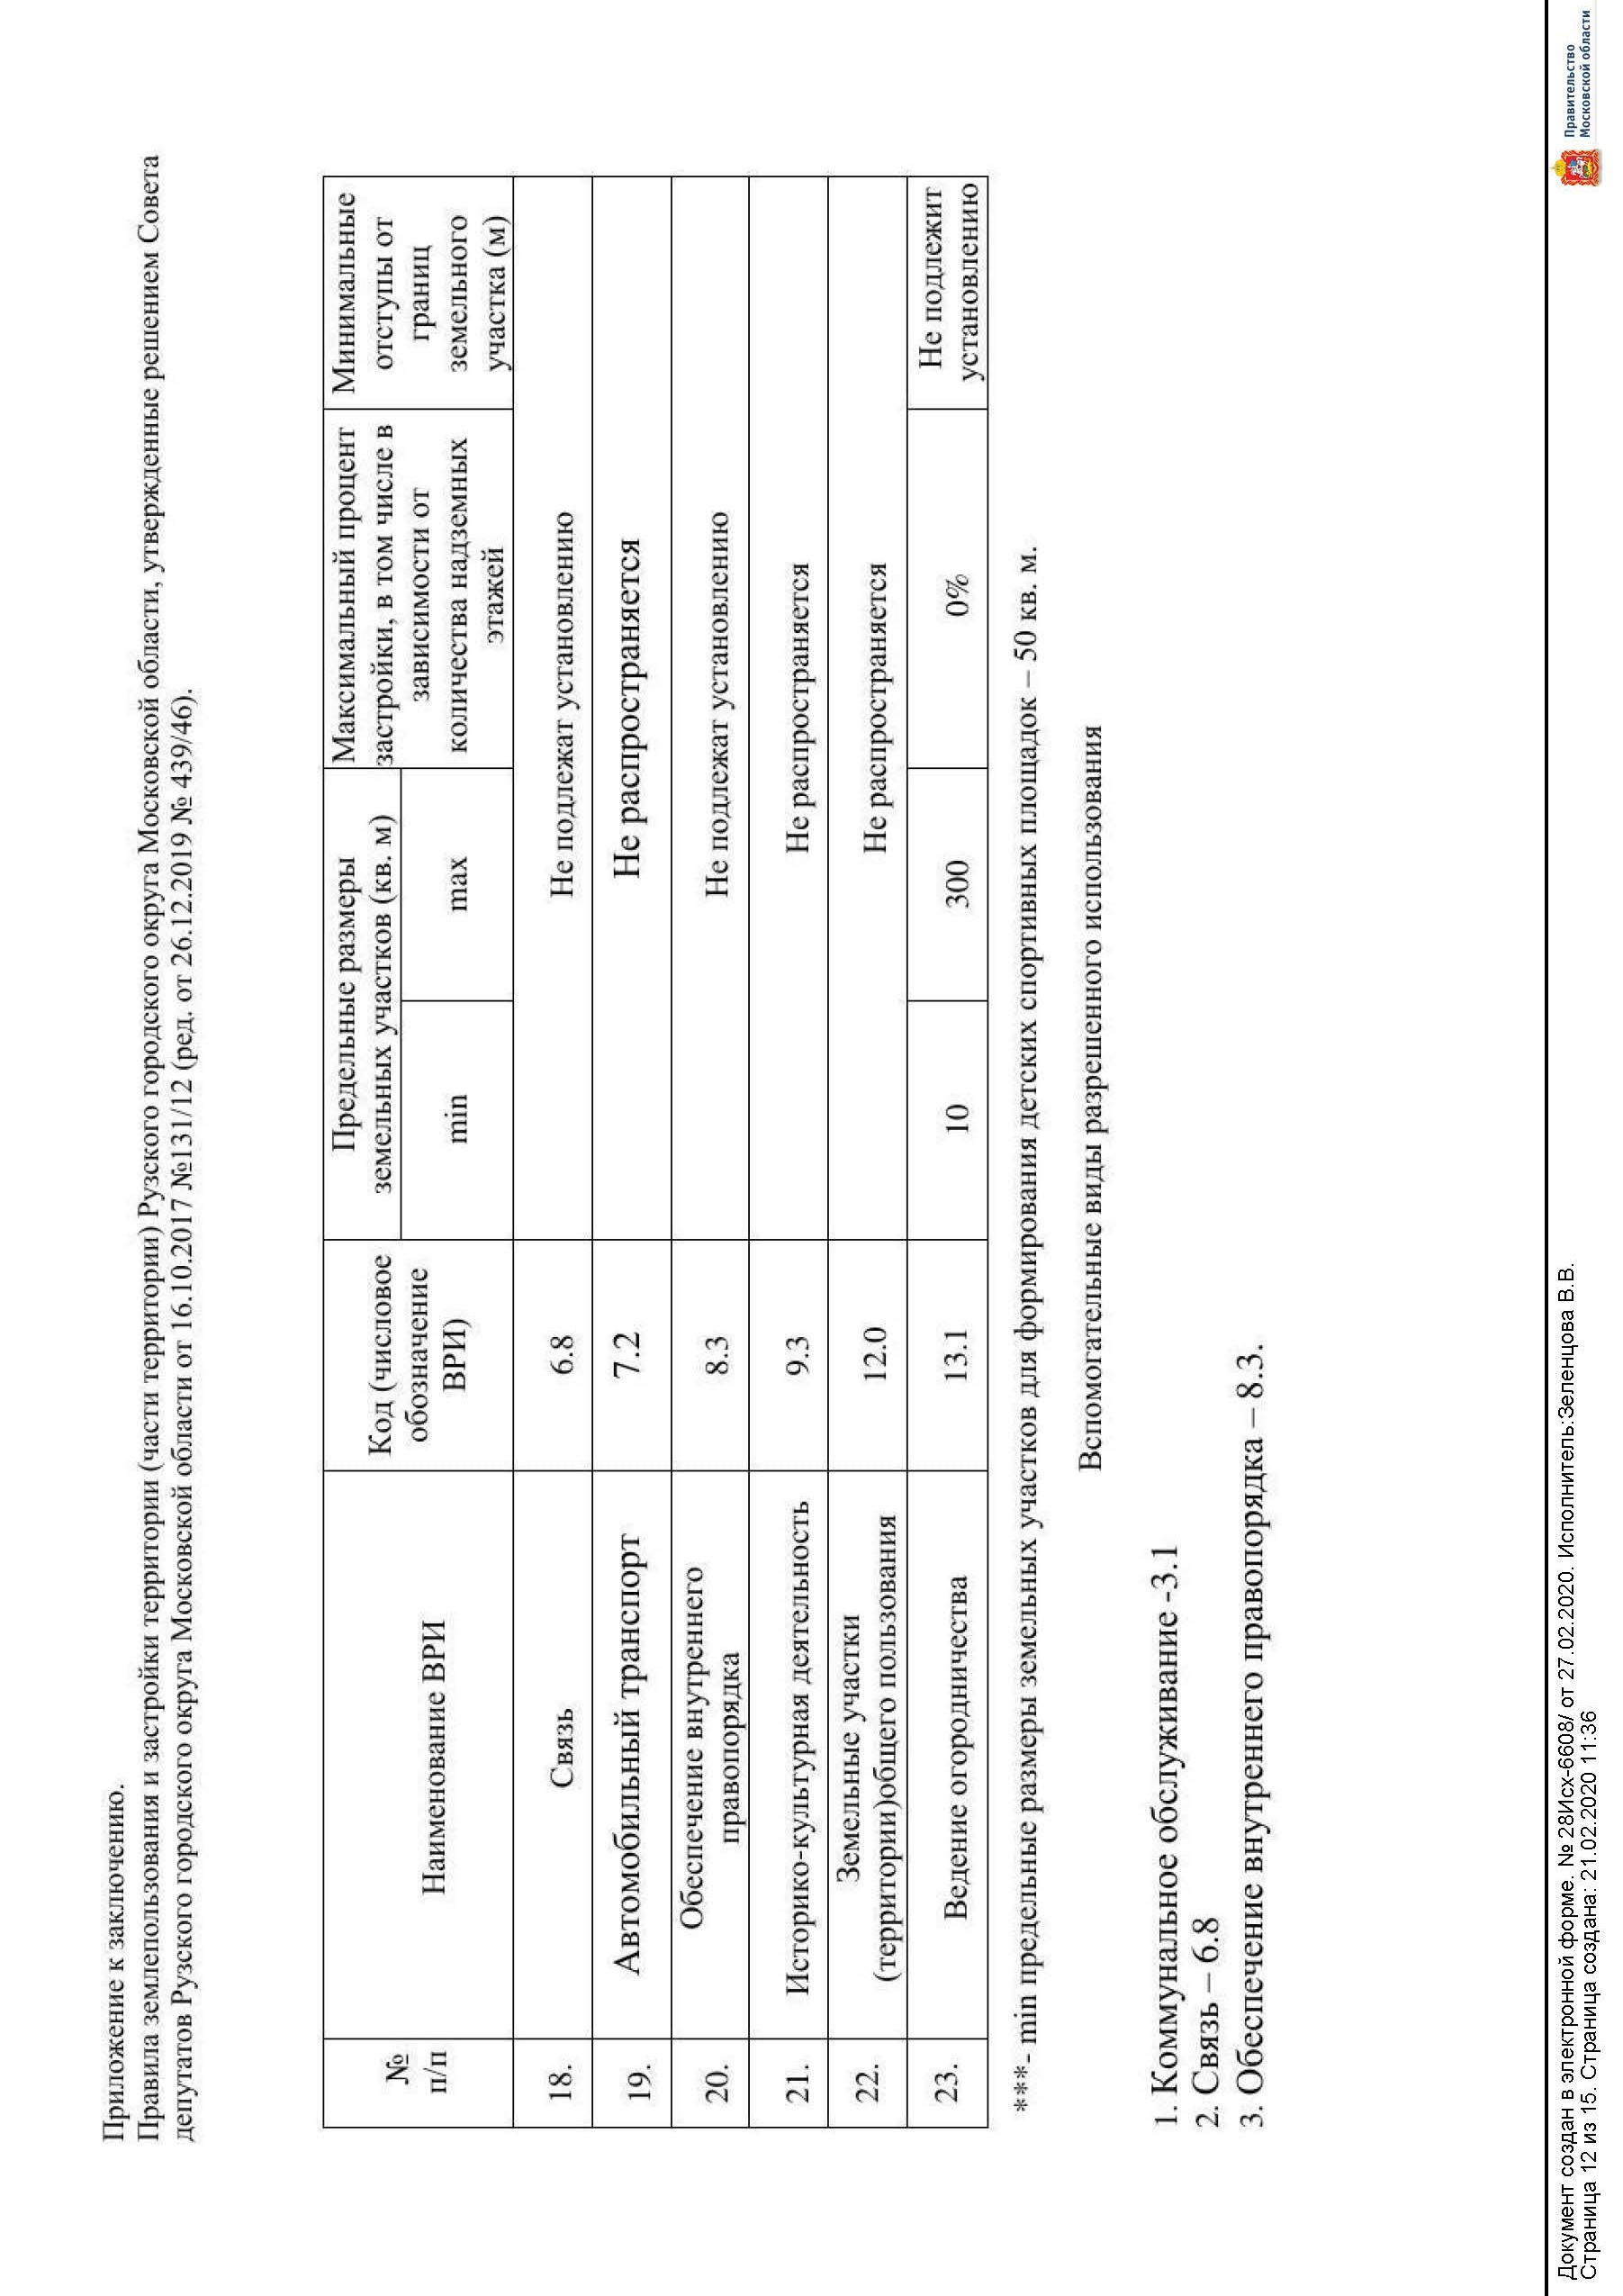 Приложение к заключению.
Правила землепользования и застройки территории (части территории) Рузского городского округа Московской области, утвержденные решением Совета
депутатов Рузского городского округа Московской области от 16.10.2017 №131/12 (ред. от 26.12.2019 № 439/46).
№
п/п
Наименование ВРИ
Код (числовое
обозначение
ВРИ)
Предельные размеры
земельных участков (кв. м)
min
max
Максимальный процент
застройки, в том числе в
зависимости от
количества надземных
этажей
Минимальные
отступы от
границ
земельного
участка (м)
18.
Связь
6.8
Не подлежат установлению
19.
Автомобильный транспорт
7.2
Не распространяется
20.
Обеспечение внутреннего
правопорядка
8.3
Не подлежат установлению
21.
Историко-культурная деятельность
9.3
Не распространяется
22.
Земельные участки
(территории)общего пользования
12.0
Не распространяется
23.
Ведение огородничества
13.1
10
300
0%
Не подлежит
установлению
***- min предельные размеры земельных участков для формирования детских спортивных площадок – 50 кв. м.
Вспомогательные виды разрешенного использования
1. Коммунальное обслуживание -3.1
2. Связь – 6.8
3. Обеспечение внутреннего правопорядка – 8.3.
Документ создан в электронной форме. № 28Исх-6608/ от 27.02.2020. Исполнитель:Зеленцова В.В.
Страница 12 из 15. Страница создана: 21.02.2020 11:36
Правительство
Московской области